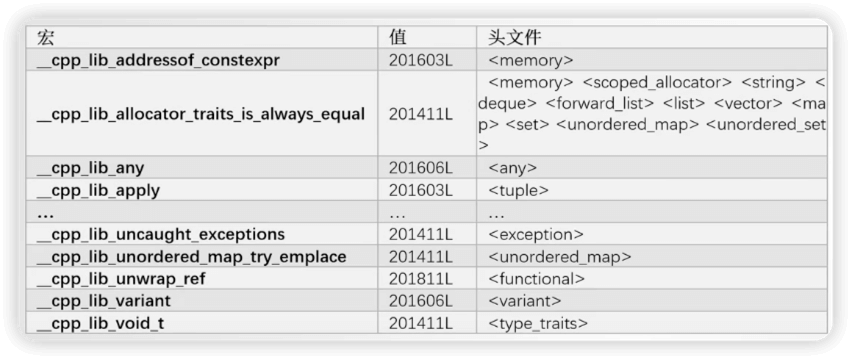 宏 值 头文件
__cpp_lib_addressof_constexpr 201603L <memory>
<memory> <scoped_allocator> <string> <
__cpp_lib_allocator_traits_is_always_equal 201411L deque> <forward_list> <list> <vector> <ma
p> <set> <unordered_map> <unordered_set
>
__cpp_lib_any 201606L <any>
__cpp_lib_apply 201603L <tuple>
... ... ...
__cpp_lib_uncaught_exceptions 201411L <exception>
__cpp_lib_unordered_map_try_emplace 201411L <unordered_map>
__cpp_lib_unwrap_ref 201811L <functional>
__cpp_lib_variant 201606L <variant>
__cpp_lib_void_t 201411L <type_traits>